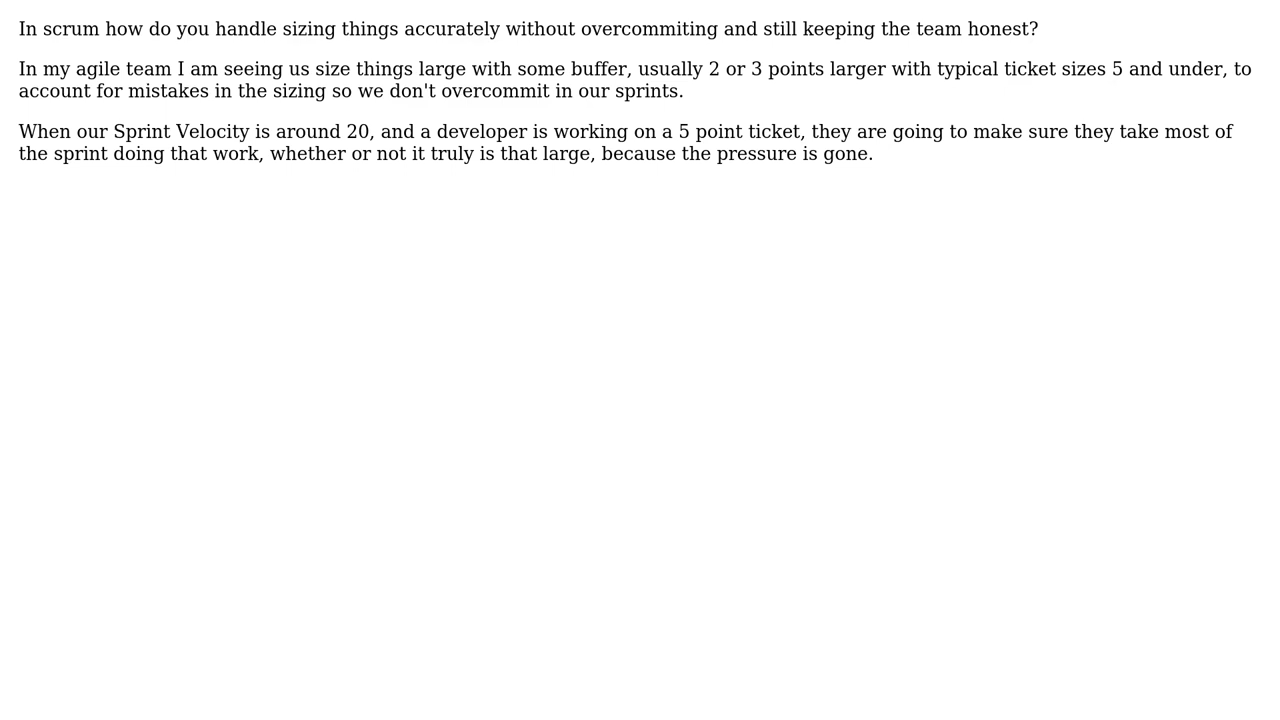 In scrum how do you handle sizing things accurately without overcommiting and still keeping the team honest?
In my agile team I am seeing us size things large with some buffer, usually 2 or 3 points larger with typical ticket sizes 5 and under, to
account for mistakes in the sizing so we don't overcommit in our sprints.
When our Sprint Velocity is around 20, and a developer is working on a 5 point ticket, they are going to make sure they take most of
the sprint doing that work, whether or not it truly is that large, because the pressure is gone.